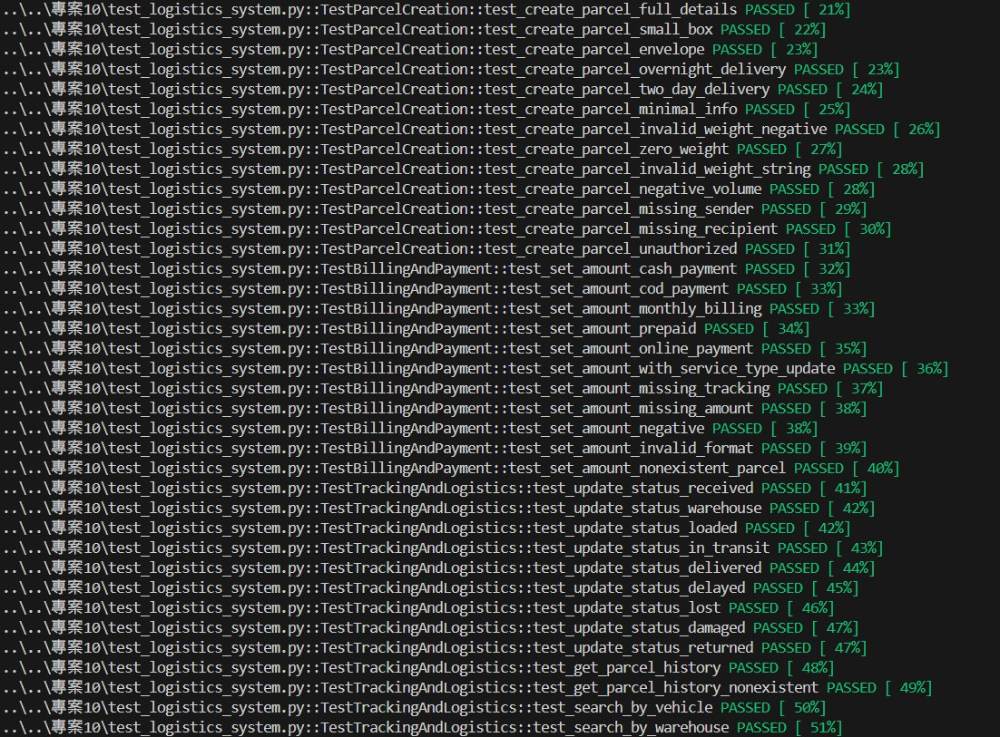 ..\..\專案10\test_logistics_system.py::TestParcelCreation::test_create_parcel_full_details PASSED [ 21%]
..\..\專案10\test_logistics_system.py::TestParcelCreation::test_create_parcel_small_box PASSED [ 22%]
..\..\專案10\test_logistics_system.py::TestParcelCreation::test_create_parcel_envelope PASSED [ 23%]
..\..\專案10\test_logistics_system.py::TestParcelCreation::test_create_parcel_overnight_delivery PASSED [ 23%]
..\..\專案10\test_logistics_system.py::TestParcelCreation::test_create_parcel_two_day_delivery PASSED [ 24%]
..\..\專案10\test_logistics_system.py::TestParcelCreation::test_create_parcel_minimal_info PASSED [ 25%]
..\..\專案10\test_logistics_system.py::TestParcelCreation::test_create_parcel_invalid_weight_negative PASSED [ 26%]
..\..\專案10\test_logistics_system.py::TestParcelCreation::test_create_parcel_zero_weight PASSED [ 27%]
..\..\專案10\test_logistics_system.py::TestParcelCreation::test_create_parcel_invalid_weight_string PASSED [ 28%]
..\..\專案10\test_logistics_system.py::TestParcelCreation::test_create_parcel_negative_volume PASSED [ 28%]
..\..\專案10\test_logistics_system.py::TestParcelCreation::test_create_parcel_missing_sender PASSED [ 29%]
..\..\專案10\test_logistics_system.py::TestParcelCreation::test_create_parcel_missing_recipient PASSED [ 30%]
..\..\專案10\test_logistics_system.py::TestParcelCreation::test_create_parcel_unauthorized PASSED [ 31%]
..\..\專案10\test_logistics_system.py::TestBillingAndPayment::test_set_amount_cash_payment PASSED [ 32%]
..\..\專案10\test_logistics_system.py::TestBillingAndPayment::test_set_amount_cod_payment PASSED [ 33%]
..\..\專案10\test_logistics_system.py::TestBillingAndPayment::test_set_amount_monthly_billing PASSED [ 33%]
..\..\專案10\test_logistics_system.py::TestBillingAndPayment::test_set_amount_prepaid PASSED [ 34%]
..\..\專案10\test_logistics_system.py::TestBillingAndPayment::test_set_amount_online_payment PASSED [ 35%]
..\..\專案10\test_logistics_system.py::TestBillingAndPayment::test_set_amount_with_service_type_update PASSED [ 36%]
..\..\專案10\test_logistics_system.py::TestBillingAndPayment::test_set_amount_missing_tracking PASSED [ 37%]
..\..\專案10\test_logistics_system.py::TestBillingAndPayment::test_set_amount_missing_amount PASSED [ 38%]
..\..\專案10\test_logistics_system.py::TestBillingAndPayment::test_set_amount_negative PASSED [ 38%]
..\..\專案10\test_logistics_system.py::TestBillingAndPayment::test_set_amount_invalid_format PASSED [ 39%]
..\..\專案10\test_logistics_system.py::TestBillingAndPayment::test_set_amount_nonexistent_parcel PASSED [ 40%]
..\..\專案10\test_logistics_system.py::TestTrackingAndLogistics::test_update_status_received PASSED [ 41%]
..\..\專案10\test_logistics_system.py::TestTrackingAndLogistics::test_update_status_warehouse PASSED [ 42%]
..\..\專案10\test_logistics_system.py::TestTrackingAndLogistics::test_update_status_loaded PASSED [ 42%]
..\..\專案10\test_logistics_system.py::TestTrackingAndLogistics::test_update_status_in_transit PASSED [ 43%]
..\..\專案10\test_logistics_system.py::TestTrackingAndLogistics::test_update_status_delivered PASSED [ 44%]
..\..\專案10\test_logistics_system.py::TestTrackingAndLogistics::test_update_status_delayed PASSED [ 45%]
..\..\專案10\test_logistics_system.py::TestTrackingAndLogistics::test_update_status_lost PASSED [ 46%]
..\..\專案10\test_logistics_system.py::TestTrackingAndLogistics::test_update_status_damaged PASSED [ 47%]
..\..\專案10\test_logistics_system.py::TestTrackingAndLogistics::test_update_status_returned PASSED [ 47%]
..\..\專案10\test_logistics_system.py::TestTrackingAndLogistics::test_get_parcel_history PASSED [ 48%]
..\..\專案10\test_logistics_system.py::TestTrackingAndLogistics::test_get_parcel_history_nonexistent PASSED [ 49%]
..\..\專案10\test_logistics_system.py::TestTrackingAndLogistics::test_search_by_vehicle PASSED [ 50%]
..\..\專案10\test_logistics_system.py::TestTrackingAndLogistics::test_search_by_warehouse PASSED [ 51%]